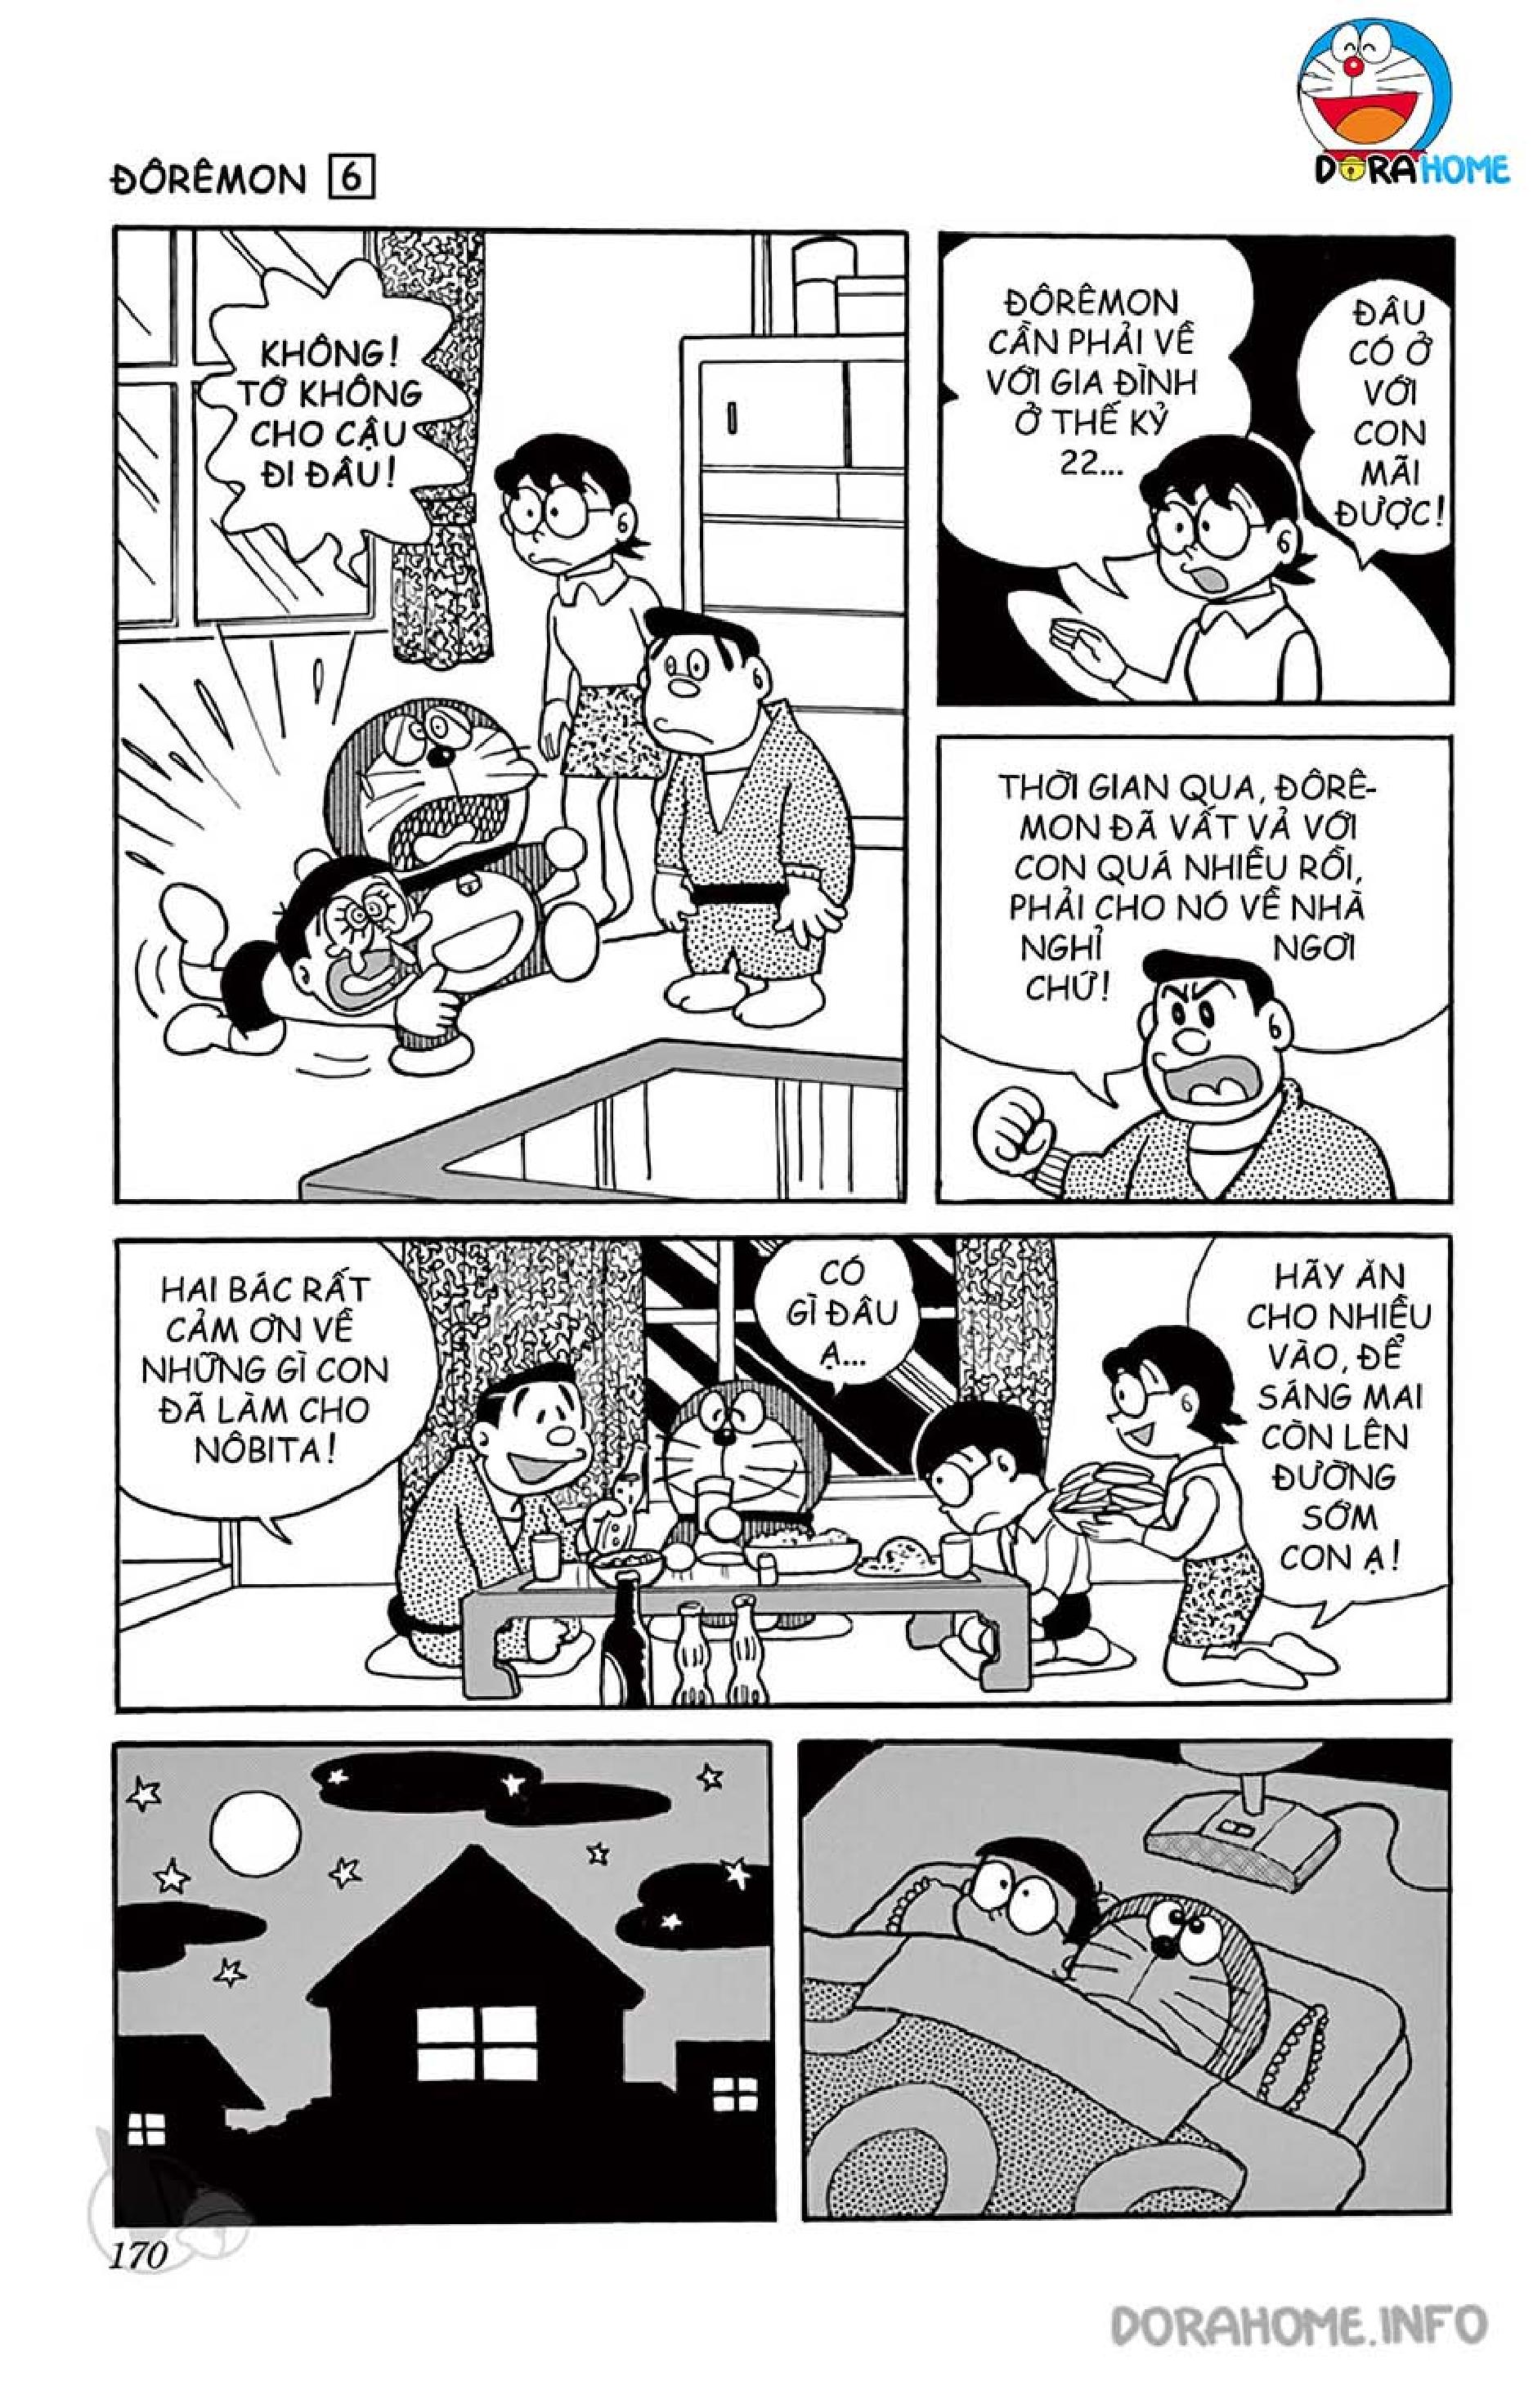 DORAHOME
ĐÔRÊMON 6
KHÔNG!
TỚ KHÔNG
CHO CẬU
ĐI ĐÂU!
ĐÔRÊMON
CẦN PHẢI VỀ
VỚI GIA ĐÌNH
Ở THẾ KỶ
22...
ĐÂU
CÓ Ở
VỚI
CON
MÃI
ĐƯỢC!
THỜI GIAN QUA, ĐÔRÊ-
MON ĐÃ VẤT VẢ VỚI
CON QUÁ NHIỀU RỒI,
PHẢI CHO NÓ VỀ NHÀ
NGHỈ NGƠI
CHỨ!
HAI BÁC RẤT
CẢM ƠN VỀ
NHỮNG GÌ CON
ĐÃ LÀM CHO
NÔBITA!
CÓ
GÌ ĐÂU
Ạ...
HÃY ĂN
CHO NHIỀU
VÀO, ĐỂ
SÁNG MAI
CÒN LÊN
ĐƯỜNG
SỚM
CON Ạ!
170
DORAHOME.INFO